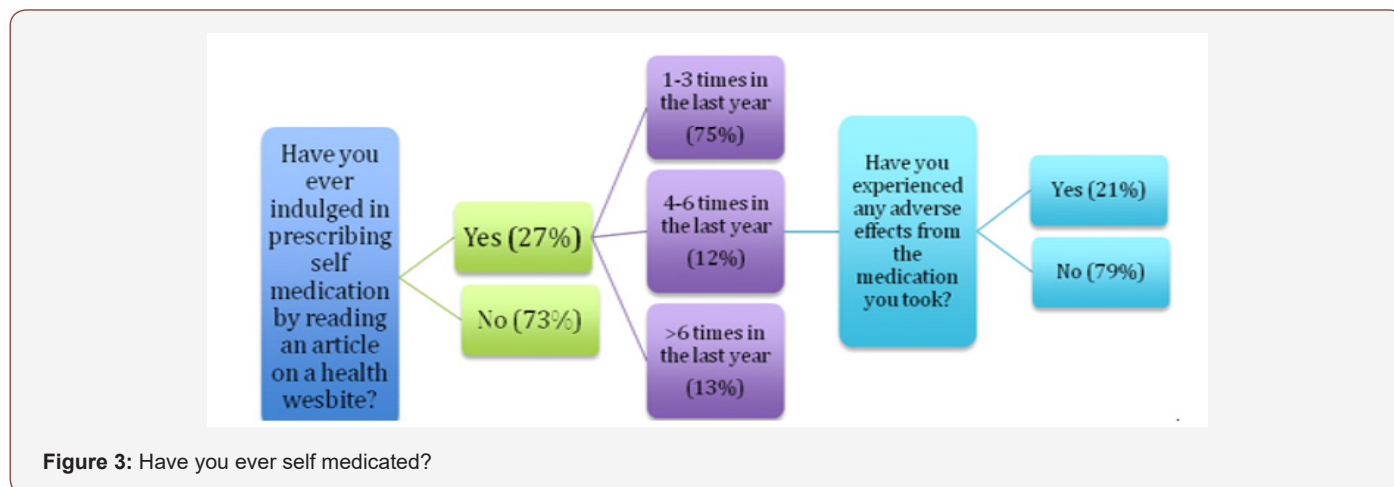 Have you
ever
indulged in
prescribing
self
medication
by reading
an article
on a health
wesbite?
Yes (27%)
No (73%)
1-3 times in
the last year
(75%)
4-6 times in
the last year
(12%)
>6 times in
the last year
(13%)
Have you
experienced
any adverse
effects from
the
medication
you took?
Yes (21%)
No (79%)
Figure 3: Have you ever self medicated?